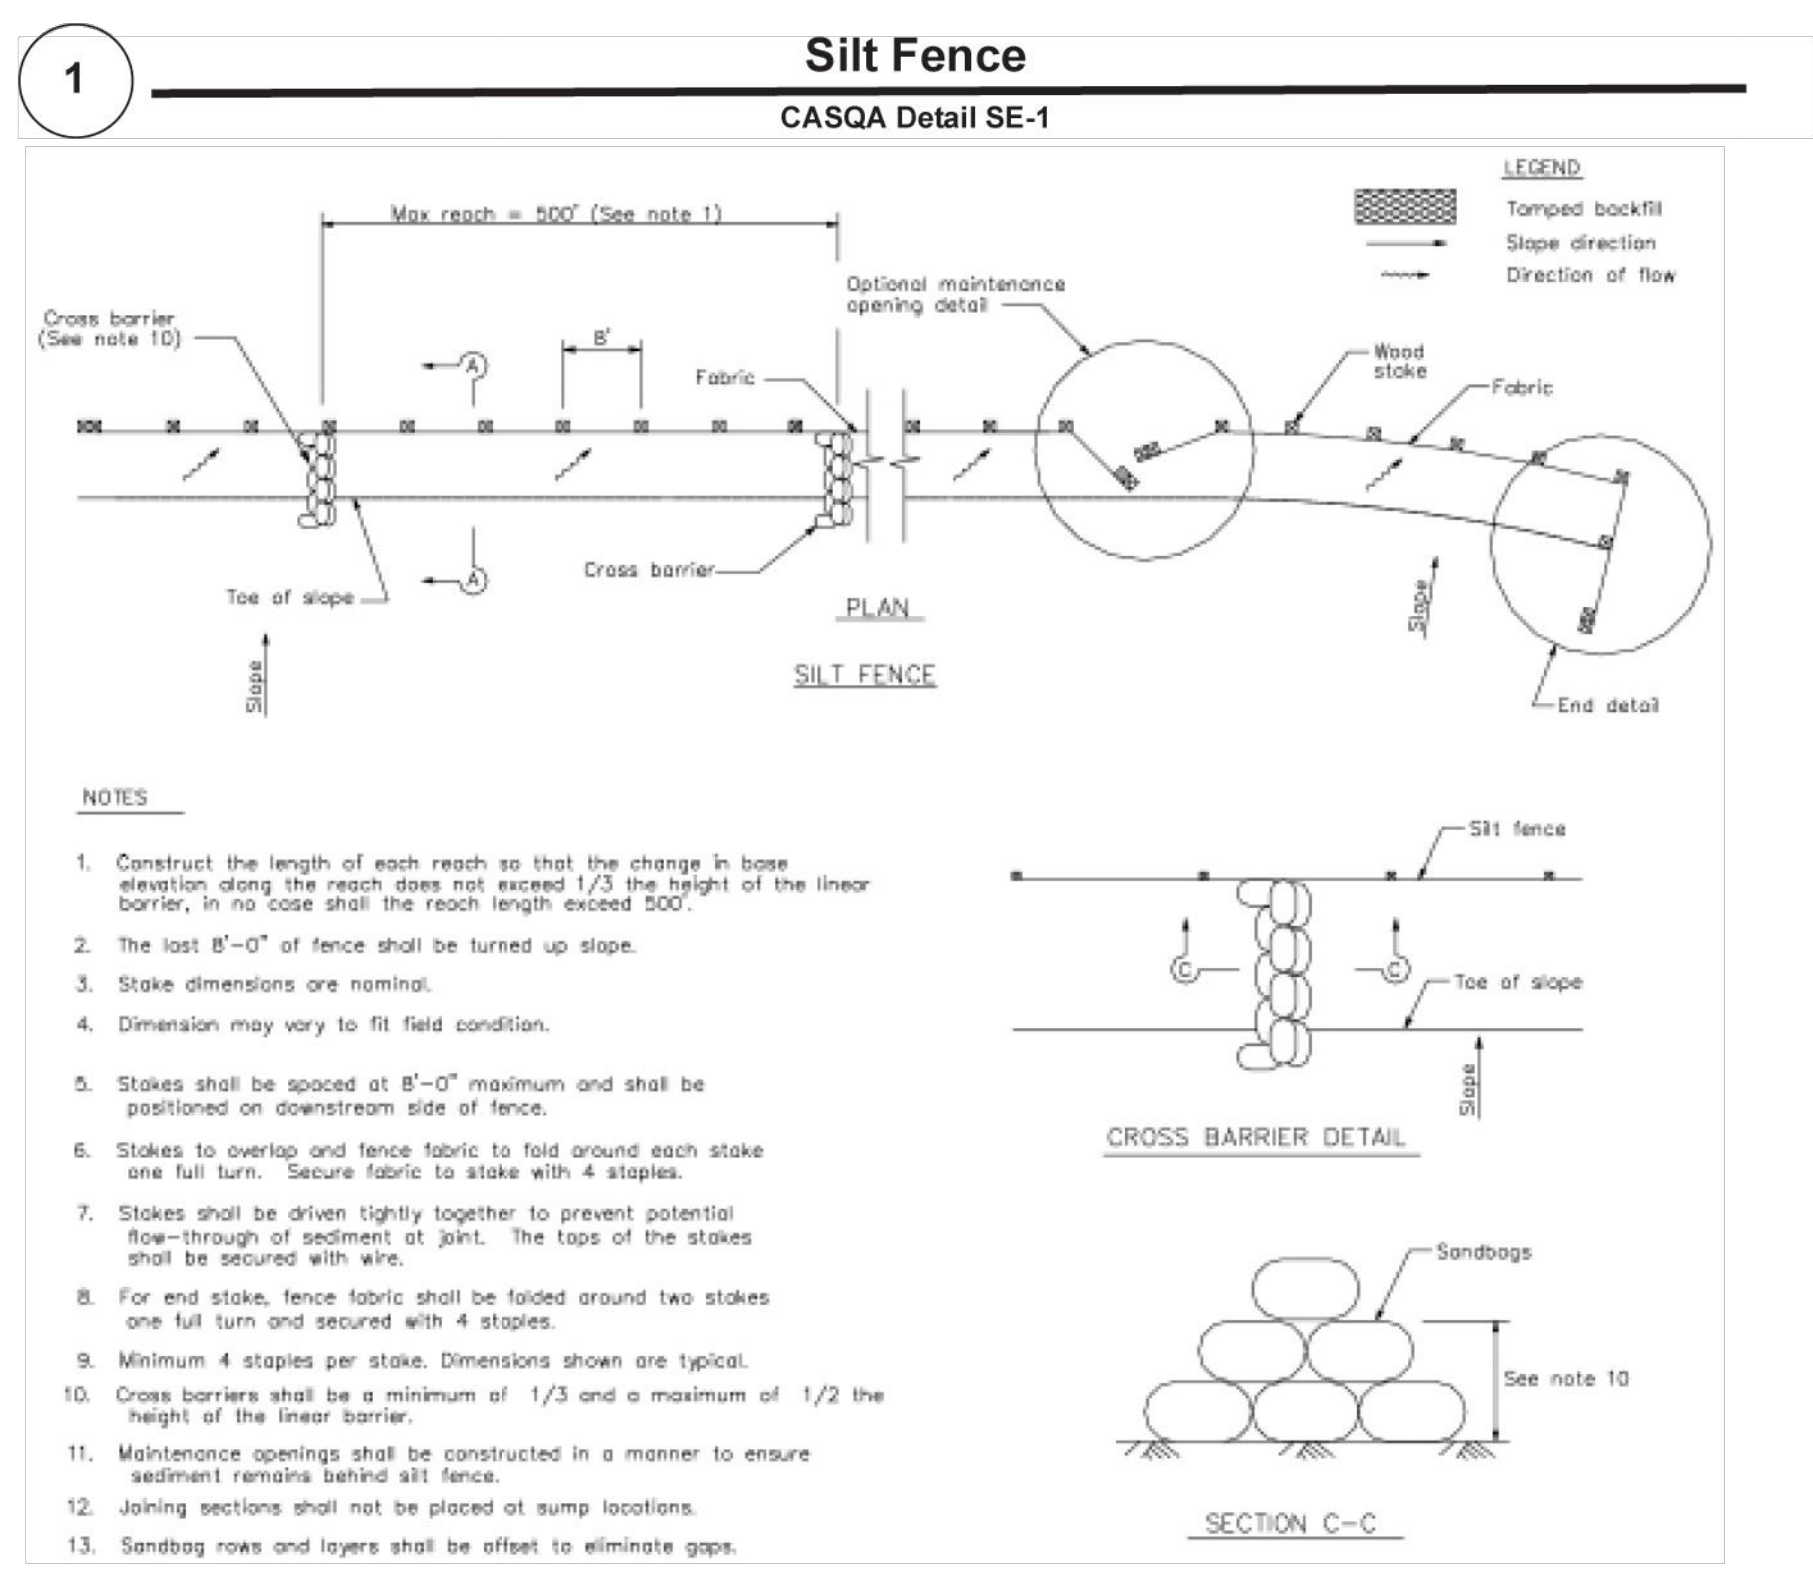 1
Silt Fence
CASQA Detail SE-1
LEGEND
Tamped backfill
Slope direction
Direction of flow
Max reach = 500' (See note 1)
Optional maintenance
opening detail
Cross barrier
(See note 10)
8'
A
Fabric
Wood
stake
Fabric
Cross barrier
A
Toe of slope
PLAN
Slope
Slope
SILT FENCE
End detail
NOTES
1. Construct the length of each reach so that the change in base
elevation along the reach does not exceed 1/3 the height of the linear
barrier, in no case shall the reach length exceed 500'.
2. The last 8'-0" of fence shall be turned up slope.
3. Stake dimensions are nominal.
4. Dimension may vary to fit field condition.
5. Stakes shall be spaced at 8'-0" maximum and shall be
positioned on downstream side of fence.
6. Stakes to overlap and fence fabric to fold around each stake
one full turn. Secure fabric to stake with 4 staples.
7. Stakes shall be driven tightly together to prevent potential
flow-through of sediment at joint. The tops of the stakes
shall be secured with wire.
8. For end stake, fence fabric shall be folded around two stakes
one full turn and secured with 4 staples.
9. Minimum 4 staples per stake. Dimensions shown are typical.
10. Cross barriers shall be a minimum of 1/3 and a maximum of 1/2 the
height of the linear barrier.
11. Maintenance openings shall be constructed in a manner to ensure
sediment remains behind silt fence.
12. Joining sections shall not be placed at sump locations.
13. Sandbag rows and layers shall be offset to eliminate gaps.
Silt fence
C
C
Toe of slope
Slope
CROSS BARRIER DETAIL
Sandbags
See note 10
SECTION C-C